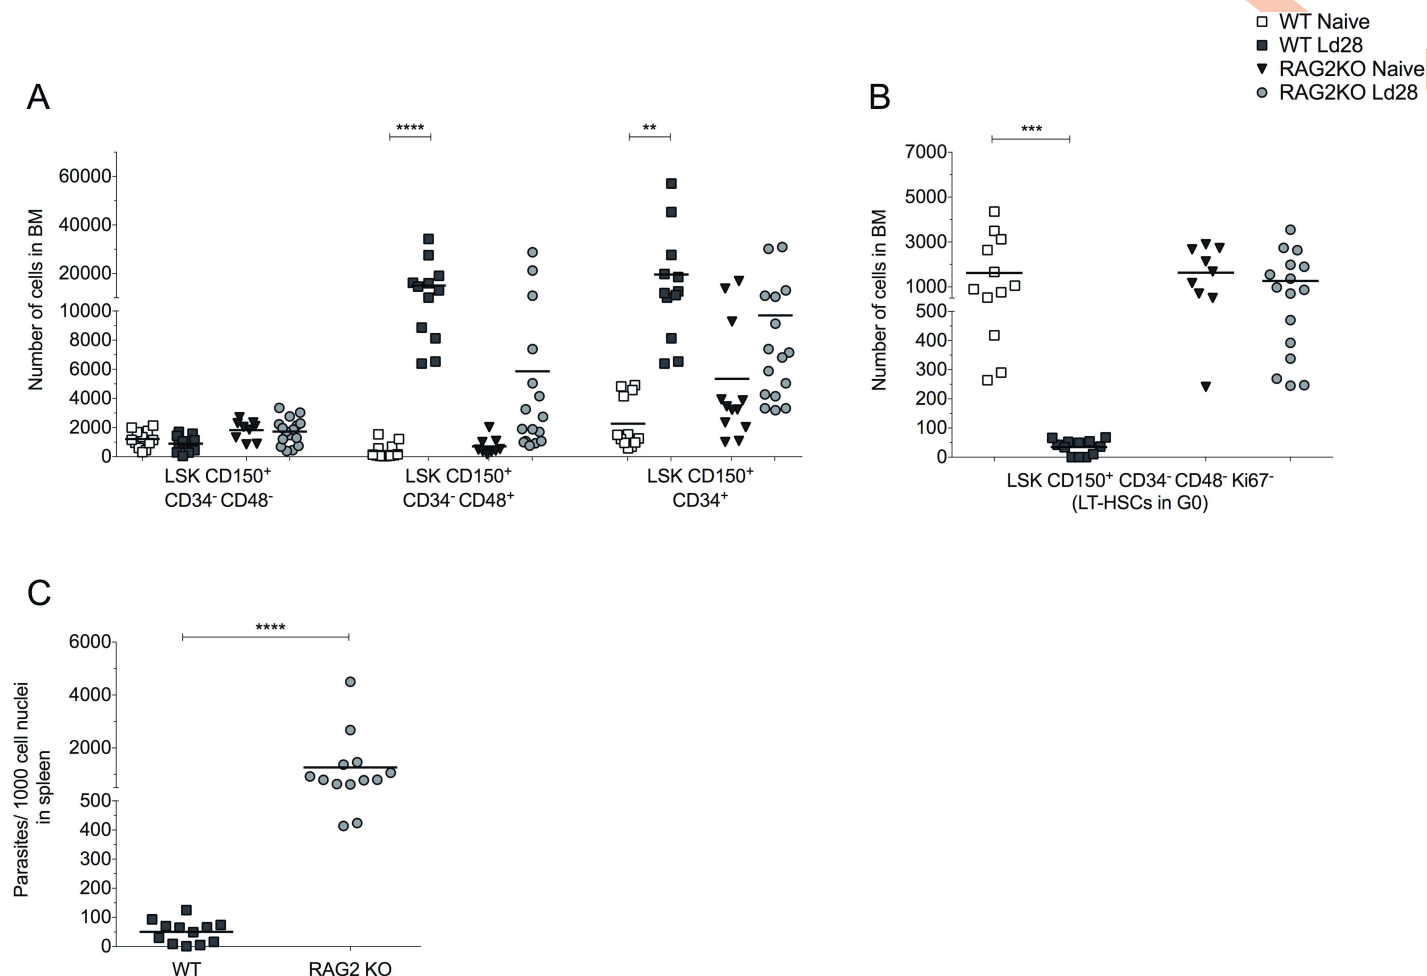 WT Naive
WT Ld28
RAG2KO Naive
RAG2KO Ld28
A
****
**
Number of cells in BM
60000
40000
20000
10000
8000
6000
4000
2000
0
LSK CD150⁺
CD34⁻ CD48⁻
LSK CD150⁺
CD34⁻ CD48⁺
LSK CD150⁺
CD34⁺
B
***
Number of cells in BM
7000
5000
3000
1000
500
400
300
200
100
0
LSK CD150⁺ CD34⁻ CD48⁻ Ki67⁻
(LT-HSCs in G0)
C
****
Parasites/ 1000 cell nuclei
in spleen
6000
4000
2000
500
400
300
200
100
0
WT
RAG2 KO